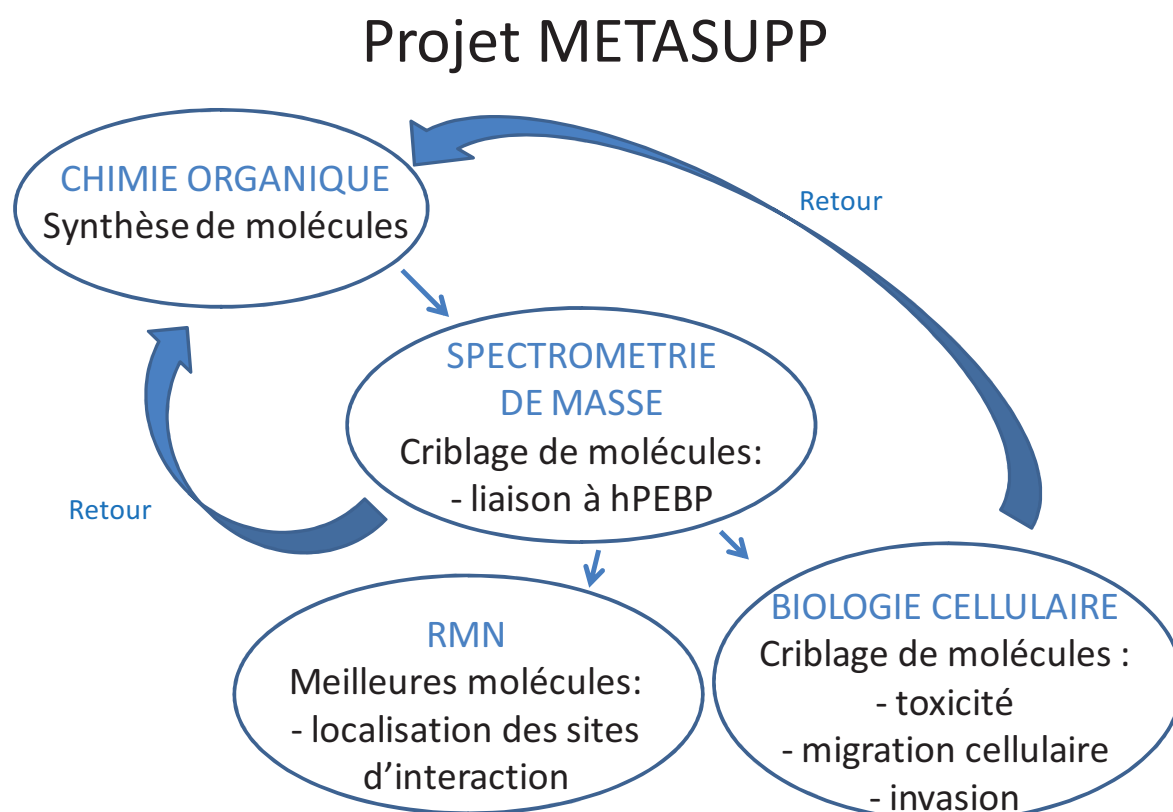 Projet METASUPP
CHIMIE ORGANIQUE
Synthèse de molécules
Retour
SPECTROMETRIE
DE MASSE
Criblage de molécules:
- liaison à hPEBP
Retour
RMN
Meilleures molécules:
- localisation des sites
d’interaction
BIOLOGIE CELLULAIRE
Criblage de molécules :
- toxicité
- migration cellulaire
- invasion